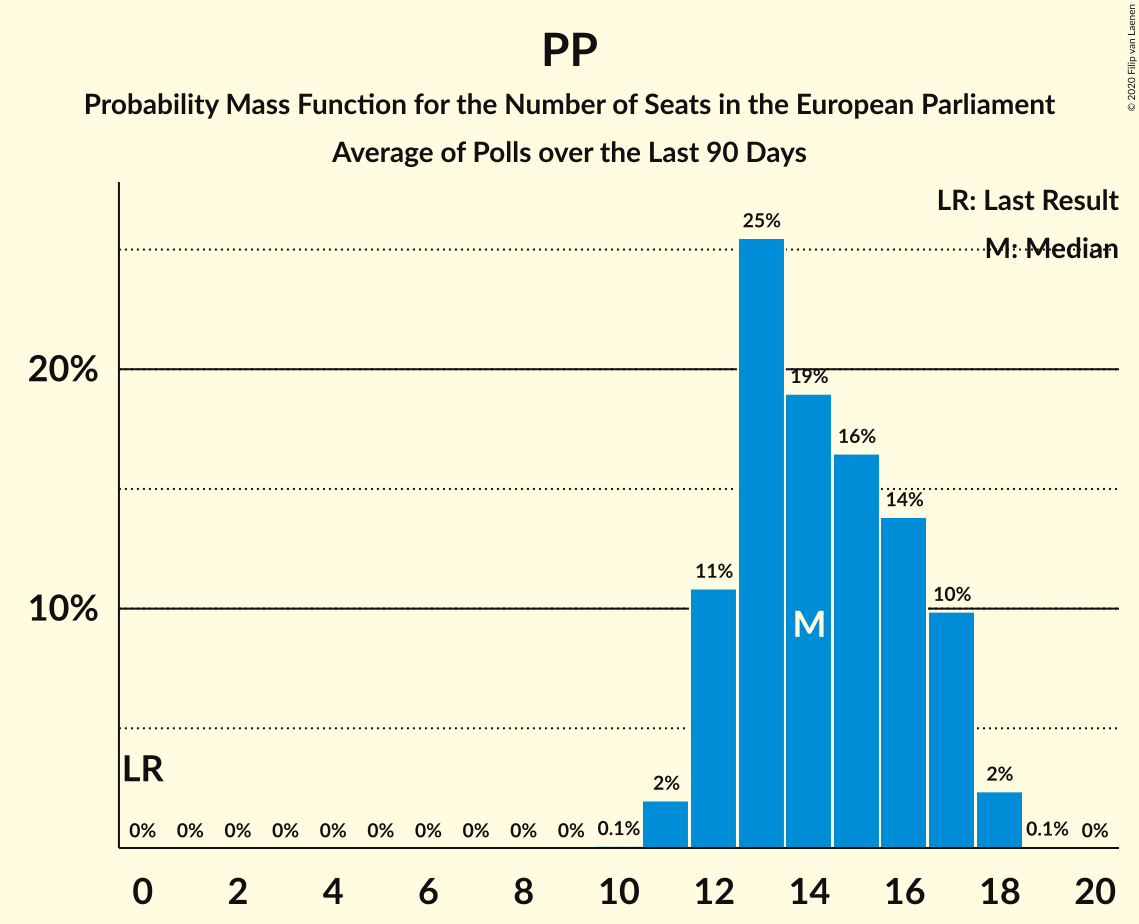 PP
Probability Mass Function for the Number of Seats in the European Parliament
Average of Polls over the Last 90 Days
© 2020 Filip van Laenen
LR: Last Result
M: Median
25%
20%
19%
16%
14%
11%
10%
10%
M
LR
2%
2%
0% 0% 0% 0% 0% 0% 0% 0% 0% 0% 0.1% 0.1% 0%
0 2 4 6 8 10 12 14 16 18 20